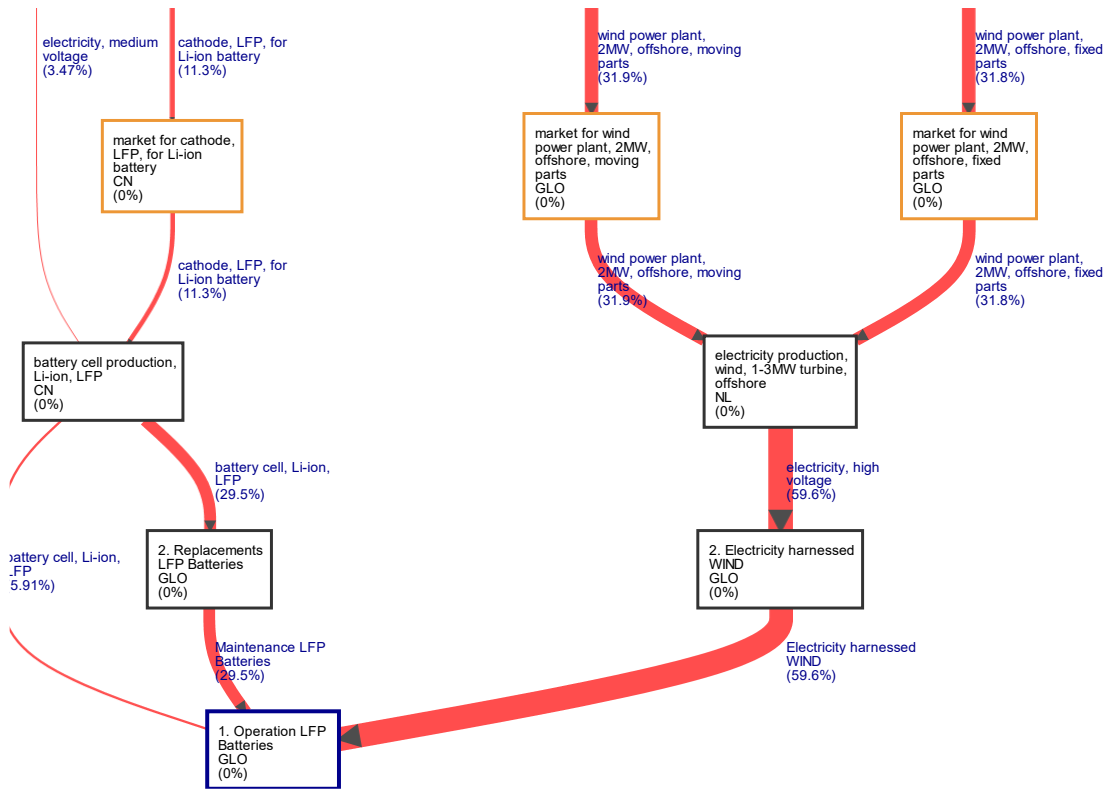 electricity, medium
voltage
(3.47%)
cathode, LFP, for
Li-ion battery
(11.3%)
wind power plant,
2MW, offshore, moving
parts
(31.9%)
wind power plant,
2MW, offshore, fixed
parts
(31.8%)
market for cathode,
LFP, for Li-ion
battery
CN
(0%)
market for wind
power plant, 2MW,
offshore, moving
parts
GLO
(0%)
market for wind
power plant, 2MW,
offshore, fixed
parts
GLO
(0%)
cathode, LFP, for
Li-ion battery
(11.3%)
wind power plant,
2MW, offshore, moving
parts
(31.9%)
wind power plant,
2MW, offshore, fixed
parts
(31.8%)
battery cell production,
Li-ion, LFP
CN
(0%)
electricity production,
wind, 1-3MW turbine,
offshore
NL
(0%)
battery cell, Li-ion,
LFP
(29.5%)
electricity, high
voltage
(59.6%)
battery cell, Li-ion,
LFP
5.91%)
2. Replacements
LFP Batteries
GLO
(0%)
2. Electricity harnessed
WIND
GLO
(0%)
Maintenance LFP
Batteries
(29.5%)
Electricity harnessed
WIND
(59.6%)
1. Operation LFP
Batteries
GLO
(0%)